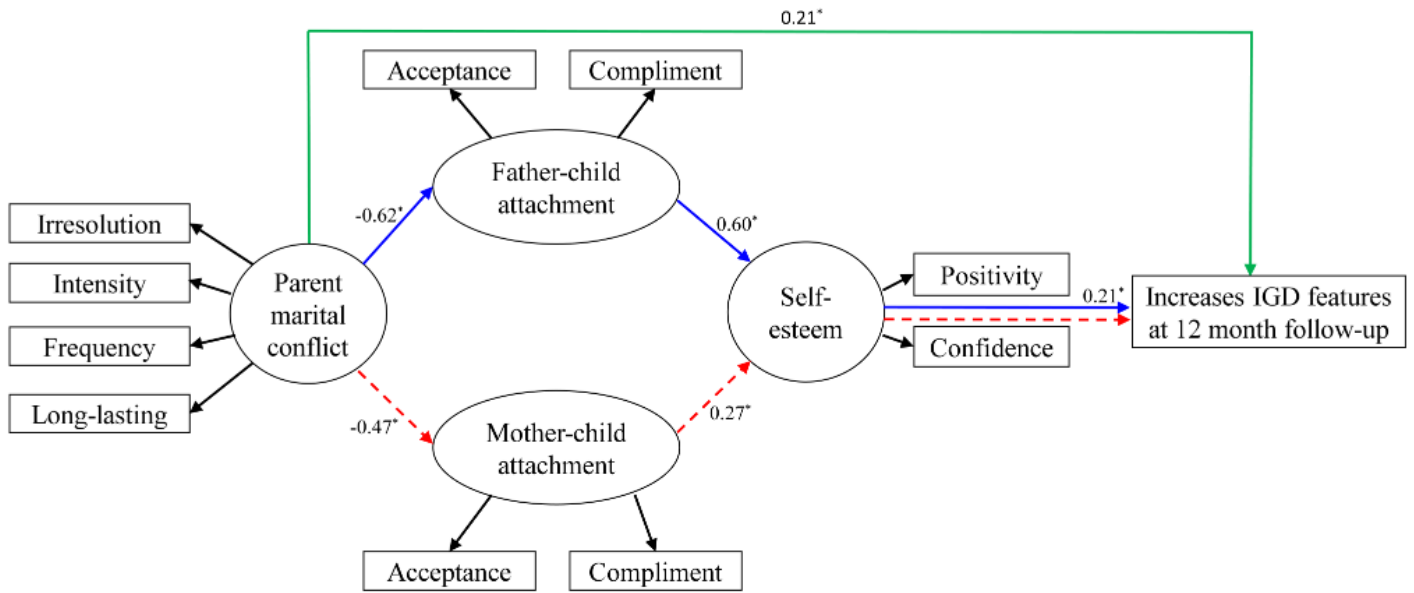 0.21*
Acceptance
Compliment
Father-child
attachment
-0.62*
0.60*
Irresolution
Intensity
Frequency
Long-lasting
Parent
marital
conflict
Self-
esteem
Positivity
Confidence
0.21*
Increases IGD features
at 12 month follow-up
-0.47*
0.27*
Mother-child
attachment
Acceptance
Compliment